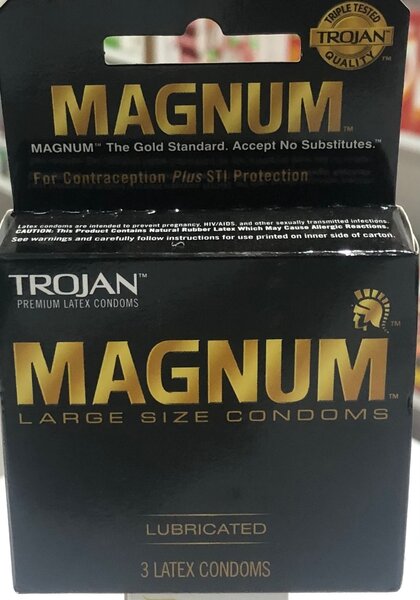 TRIPLE TESTED
TROJAN™
QUALITY
MAGNUM™
MAGNUM™ The Gold Standard. Accept No Substitutes.™
For Contraception Plus STI Protection
Latex condoms are intended to prevent pregnancy, HIV/AIDS, and other sexually transmitted infections.
CAUTION: This Product Contains Natural Rubber Latex Which May Cause Allergic Reactions.
See warnings and carefully follow instructions for use printed on inner side of carton.
TROJAN™
PREMIUM LATEX CONDOMS
MAGNUM™
LARGE SIZE CONDOMS
LUBRICATED
3 LATEX CONDOMS